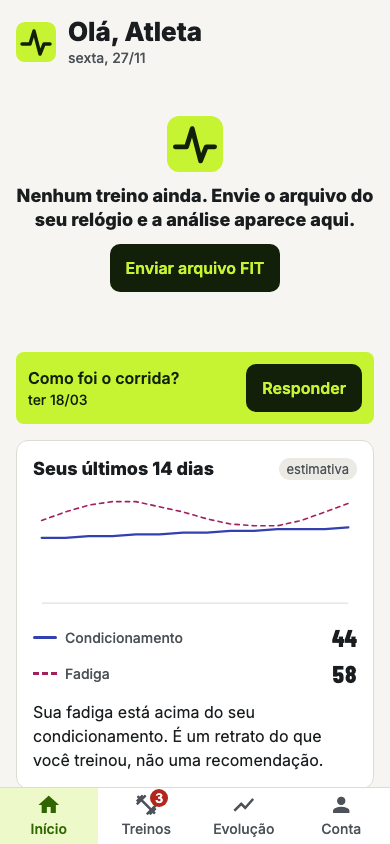 Olá, Atleta
sexta, 27/11
Nenhum treino ainda. Envie o arquivo do
seu relógio e a análise aparece aqui.
Enviar arquivo FIT
Como foi o corrida?
ter 18/03
Responder
Seus últimos 14 dias
estimativa
Condicionamento
44
Fadiga
58
Sua fadiga está acima do seu
condicionamento. É um retrato do que
você treinou, não uma recomendação.
3
Início
Treinos
Evolução
Conta